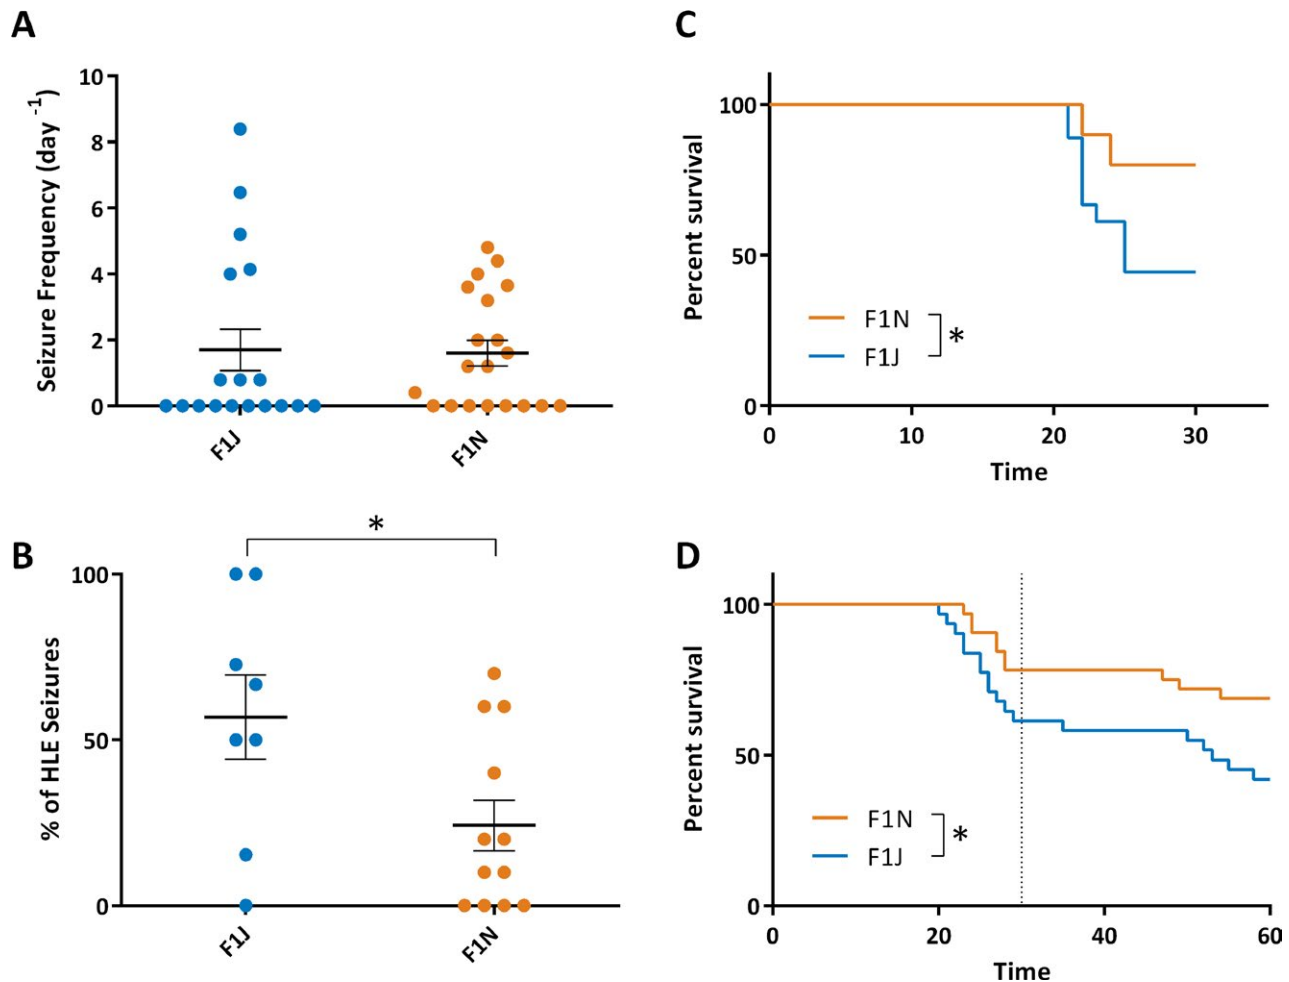 A
Seizure Frequency (day -1)
10
8
6
4
2
0
F1J
F1N
B
*
% of HLE Seizures
100
50
0
F1J
F1N
C
Percent survival
100
50
0
F1N
F1J
*
0 10 20 30
Time
D
Percent survival
100
50
0
F1N
F1J
*
0 20 40 60
Time